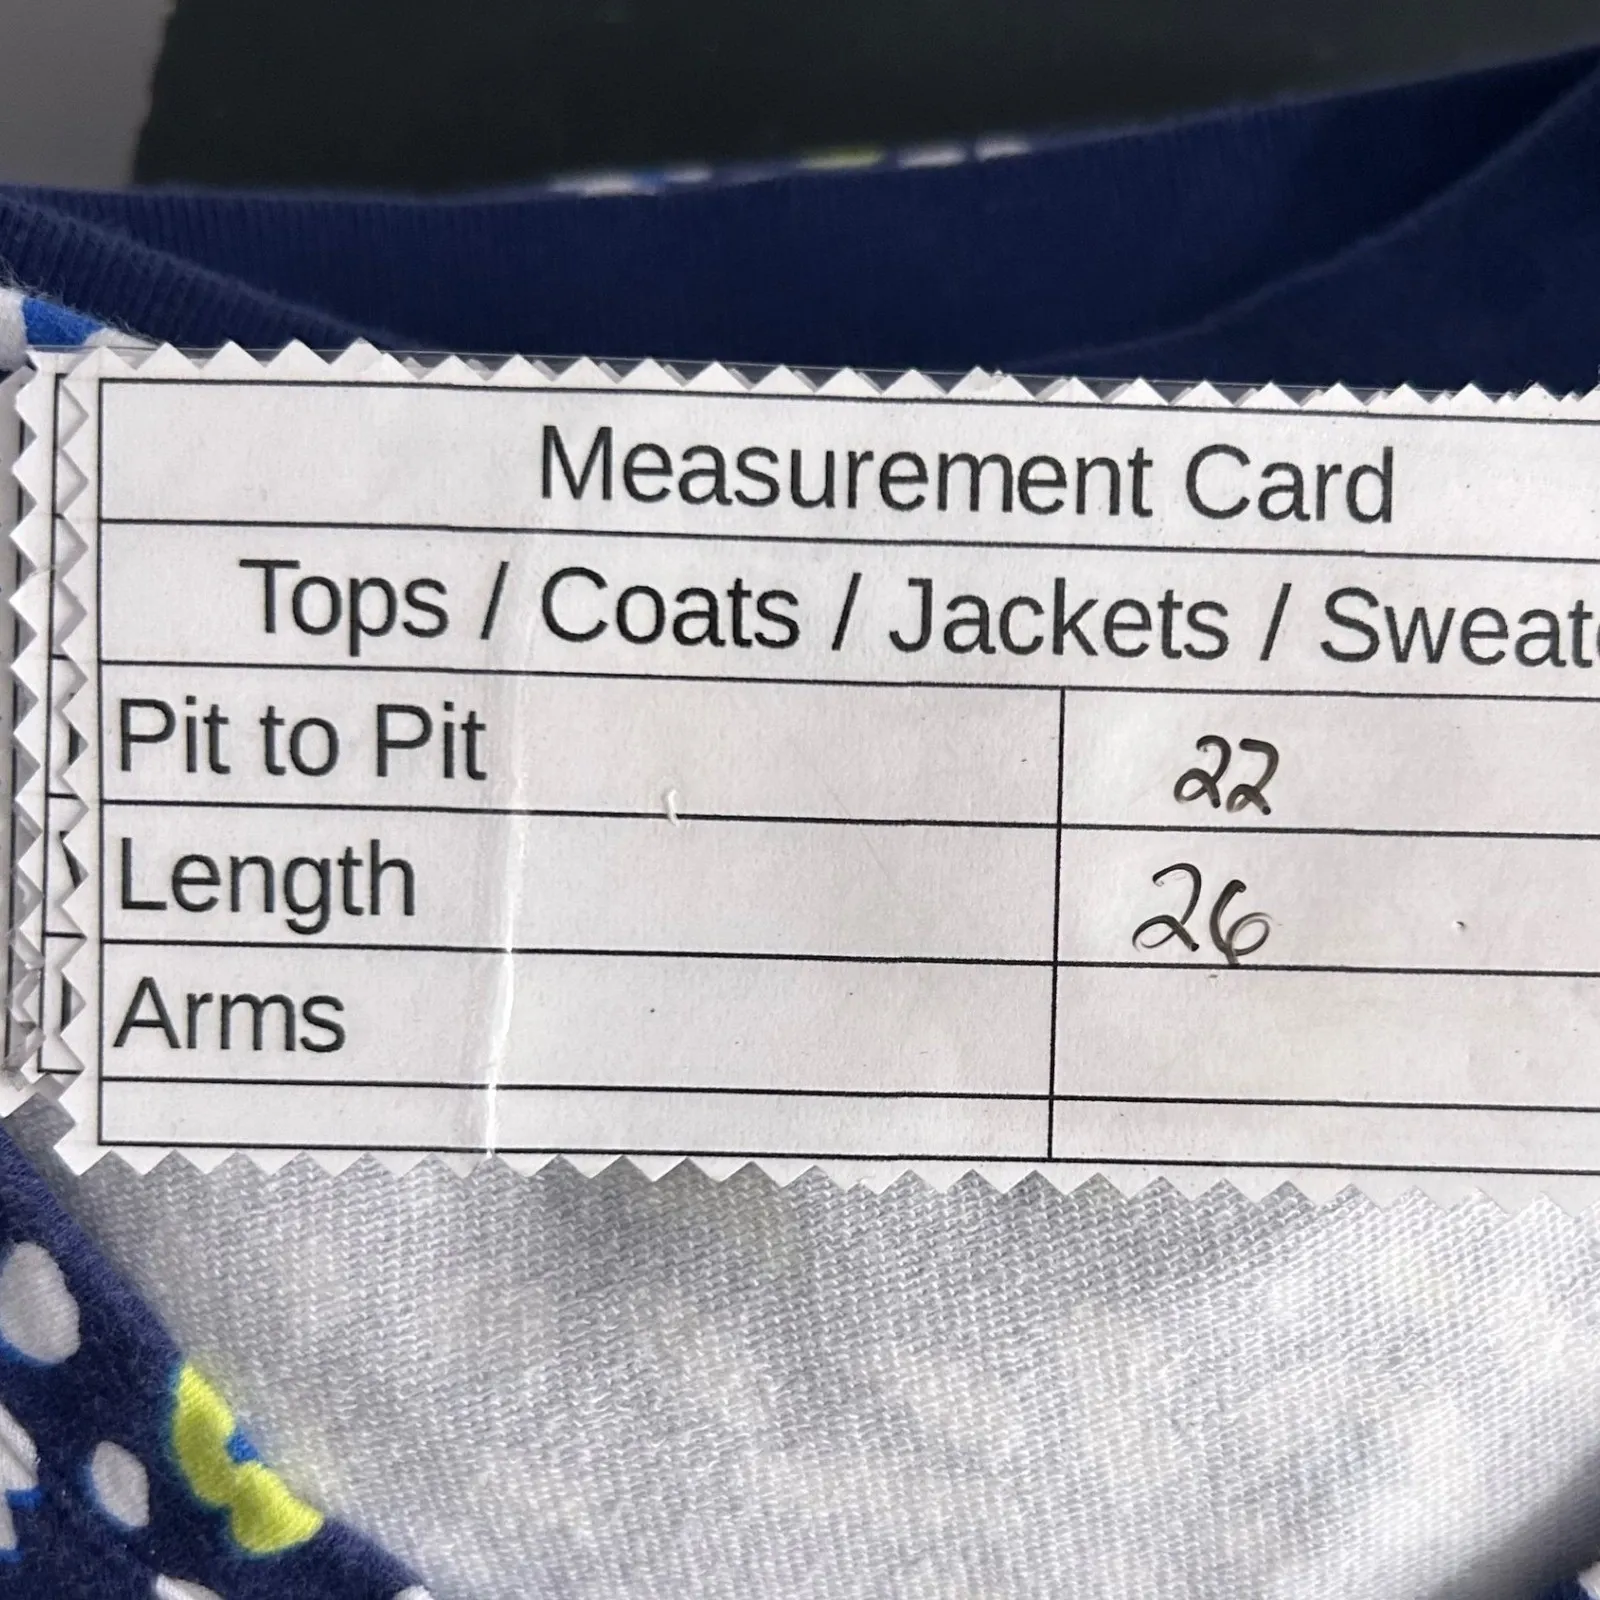 Measurement Card
Tops / Coats / Jackets / Sweat
Pit to Pit 22
Length 26
Arms